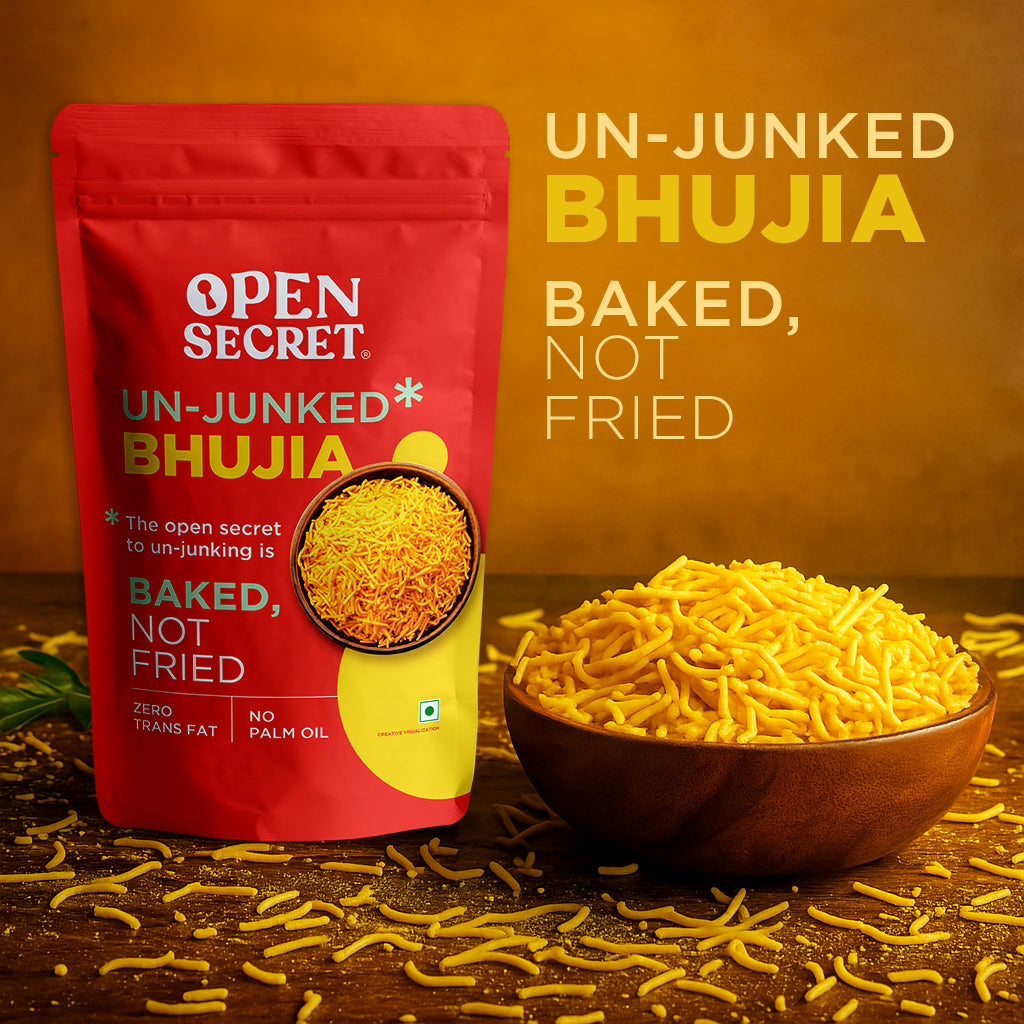 OPEN
SECRET®
UN-JUNKED*
BHUJIA
* The open secret
to un-junking is
BAKED,
NOT
FRIED
ZERO
TRANS FAT
NO
PALM OIL
CREATIVE VISUALIZATION
UN-JUNKED
BHUJIA
BAKED,
NOT
FRIED